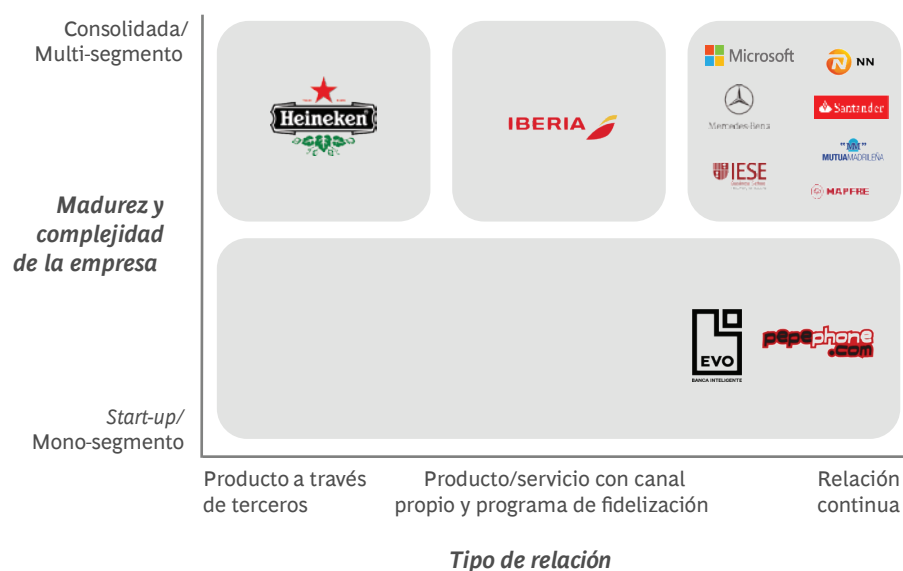 Consolidada/
Multi-segmento
Heineken
IBERIA
Microsoft
NN
Mercedes-Benz
Santander
IESE
MUTUAMADRILEÑA
MAPFRE
Madurez y
complejidad
de la empresa
EVO
BANCA INTELIGENTE
pepephone
.com
Start-up/
Mono-segmento
Producto a través
de terceros
Producto/servicio con canal
propio y programa de fidelización
Relación
continua
Tipo de relación